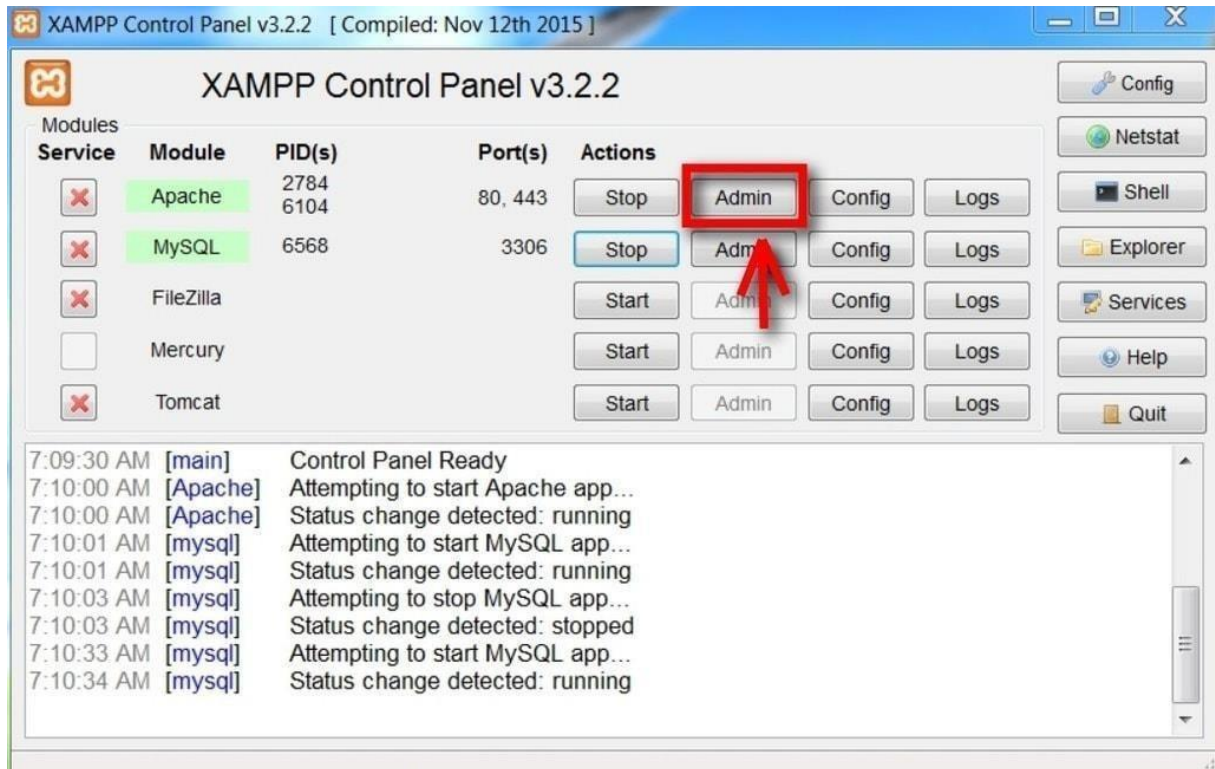 XAMPP Control Panel v3.2.2 [ Compiled: Nov 12th 2015 ]
XAMPP Control Panel v3.2.2
Config
Modules
Service Module PID(s) Port(s) Actions
Netstat
Apache 2784 6104 80, 443 Stop Admin Config Logs
Shell
MySQL 6568 3306 Stop Admin Config Logs
Explorer
FileZilla Start Admin Config Logs
Services
Mercury Start Admin Config Logs
Help
Tomcat Start Admin Config Logs
Quit
7:09:30 AM [main] Control Panel Ready
7:10:00 AM [Apache] Attempting to start Apache app...
7:10:00 AM [Apache] Status change detected: running
7:10:01 AM [mysql] Attempting to start MySQL app...
7:10:01 AM [mysql] Status change detected: running
7:10:03 AM [mysql] Attempting to stop MySQL app...
7:10:03 AM [mysql] Status change detected: stopped
7:10:33 AM [mysql] Attempting to start MySQL app...
7:10:34 AM [mysql] Status change detected: running